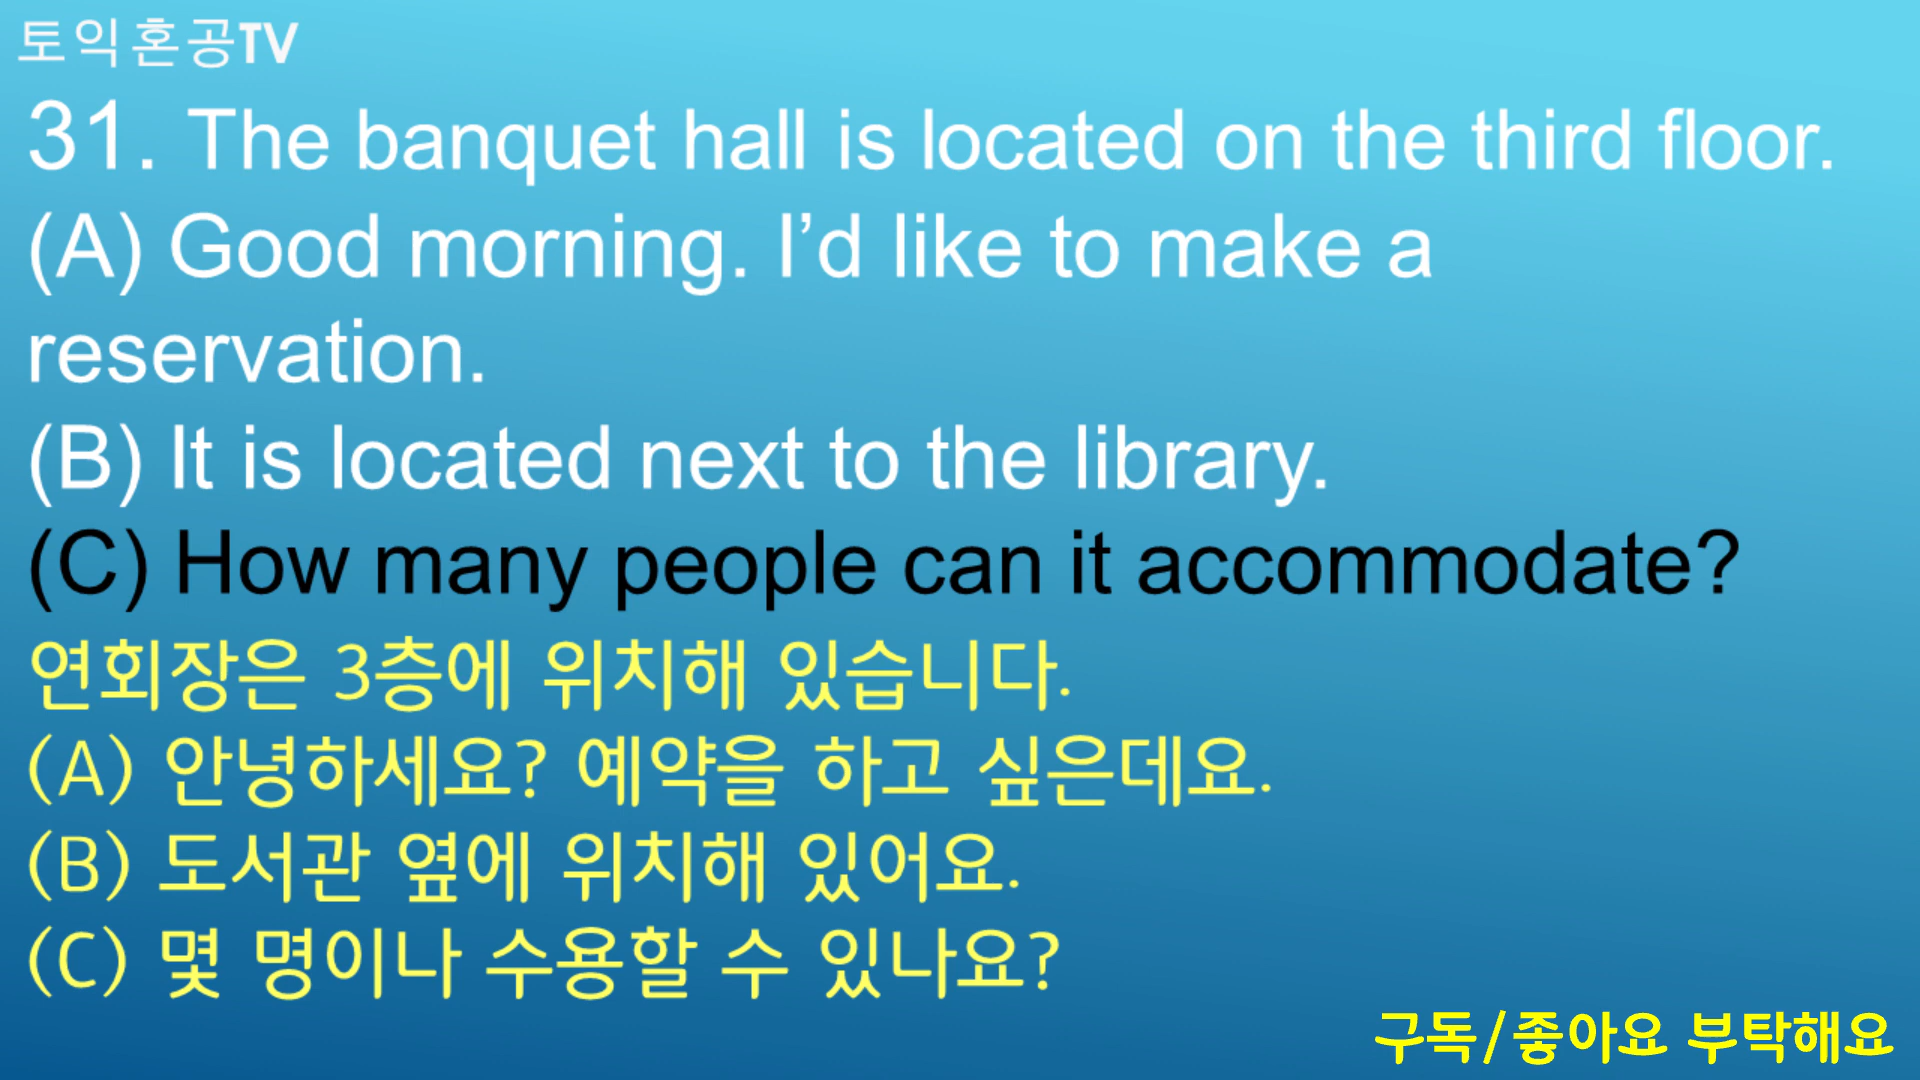 토익혼공TV
31. The banquet hall is located on the third floor.
(A) Good morning. I’d like to make a
reservation.
(B) It is located next to the library.
(C) How many people can it accommodate?
연회장은 3층에 위치해 있습니다.
(A) 안녕하세요? 예약을 하고 싶은데요.
(B) 도서관 옆에 위치해 있어요.
(C) 몇 명이나 수용할 수 있나요?
구독/좋아요 부탁해요